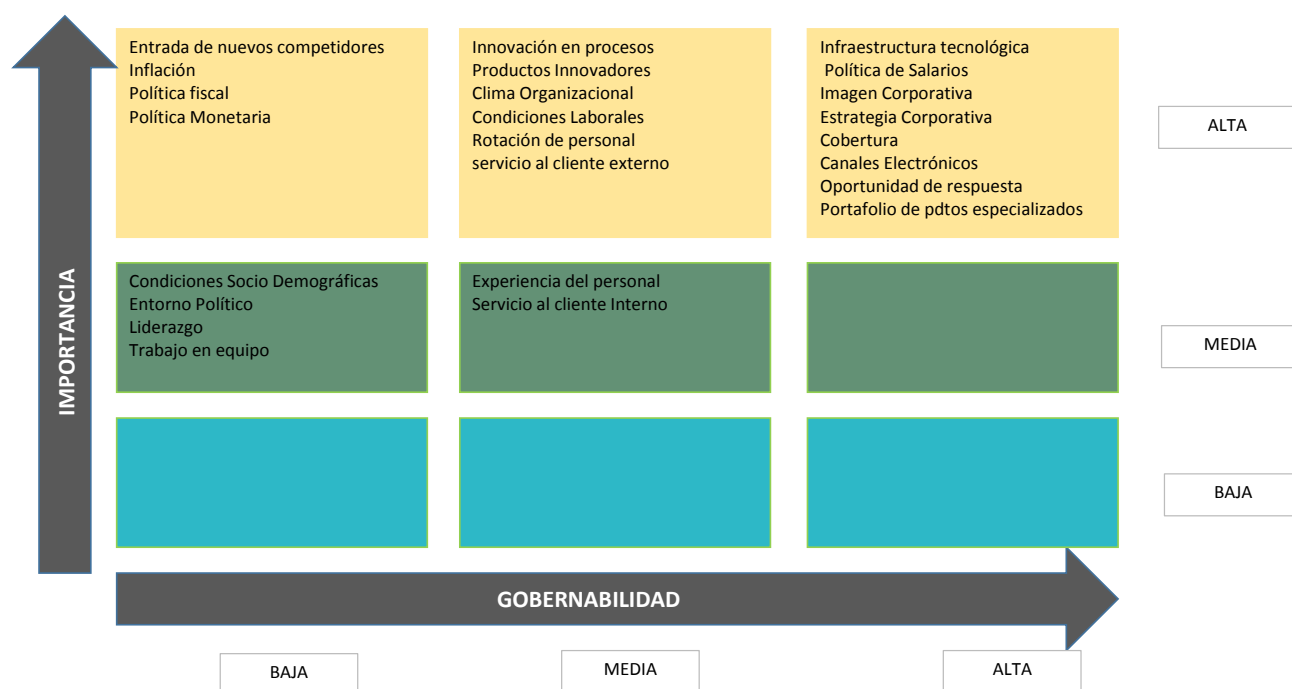 Entrada de nuevos competidores
Inflación
Política fiscal
Política Monetaria
Innovación en procesos
Productos Innovadores
Clima Organizacional
Condiciones Laborales
Rotación de personal
servicio al cliente externo
Infraestructura tecnológica
Política de Salarios
Imagen Corporativa
Estrategia Corporativa
Cobertura
Canales Electrónicos
Oportunidad de respuesta
Portafolio de pdtos especializados
ALTA
IMPORTANCIA
Condiciones Socio Demográficas
Entorno Político
Liderazgo
Trabajo en equipo
Experiencia del personal
Servicio al cliente Interno
MEDIA
BAJA
GOBERNABILIDAD
BAJA
MEDIA
ALTA